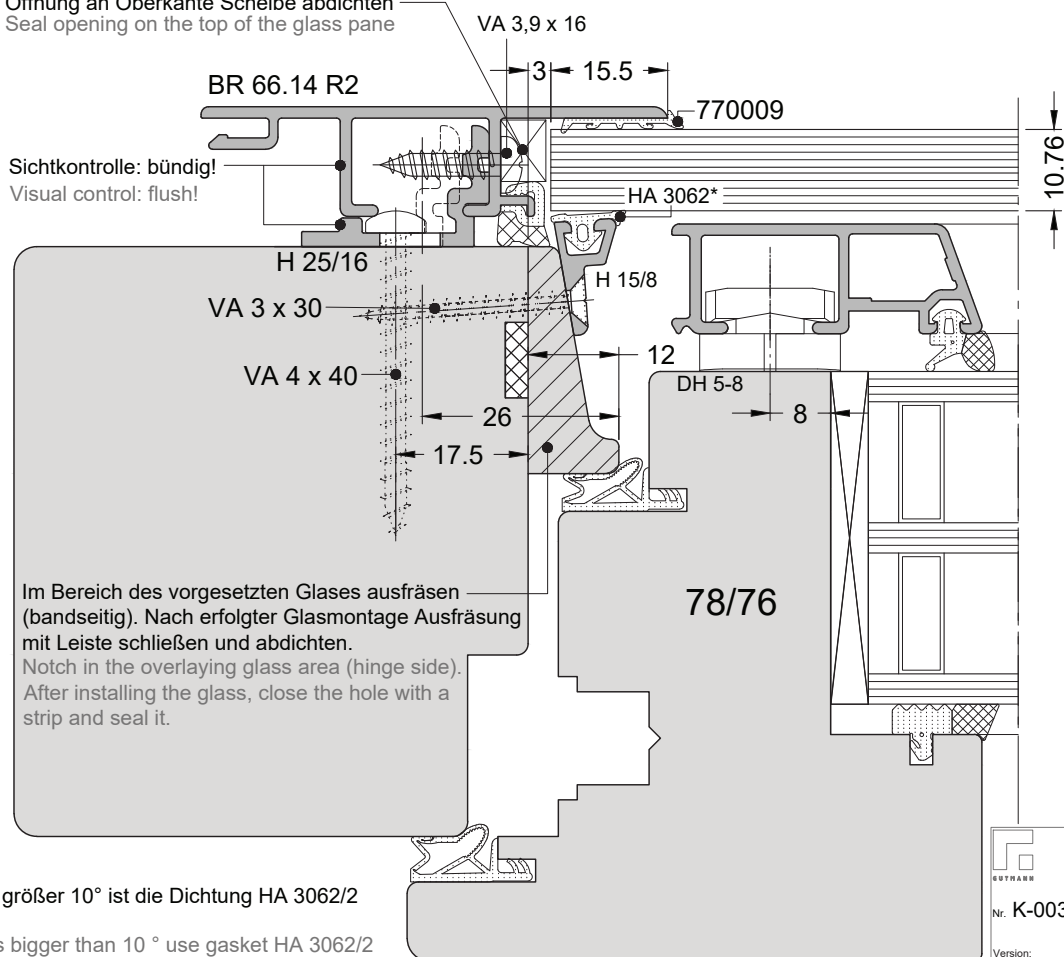 Öffnung an Oberkante Scheibe abdichten
Seal opening on the top of the glass pane
VA 3,9 x 16
3
15.5
BR 66.14 R2
770009
10.76
Sichtkontrolle: bündig!
Visual control: flush!
HA 3062*
H 25/16
H 15/8
VA 3 x 30
12
VA 4 x 40
DH 5-8
26
8
17.5
Im Bereich des vorgesetzten Glases ausfräsen
(bandseitig). Nach erfolgter Glasmontage Ausfräsung
mit Leiste schließen und abdichten.
Notch in the overlaying glass area (hinge side).
After installing the glass, close the hole with a
strip and seal it.
78/76
größer 10° ist die Dichtung HA 3062/2
s bigger than 10 ° use gasket HA 3062/2
GUTMANN
Nr. K-003
Version: